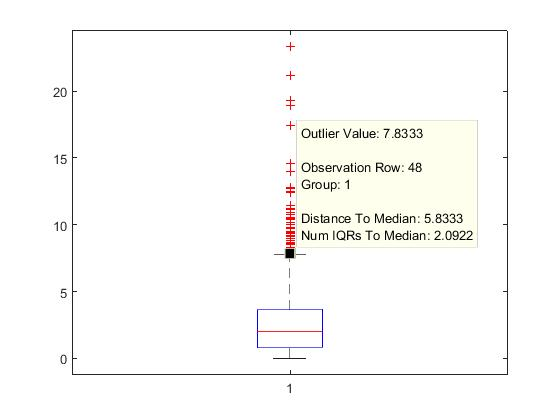 20
15
10
5
0
1
Outlier Value: 7.8333
Observation Row: 48
Group: 1
Distance To Median: 5.8333
Num IQRs To Median: 2.0922